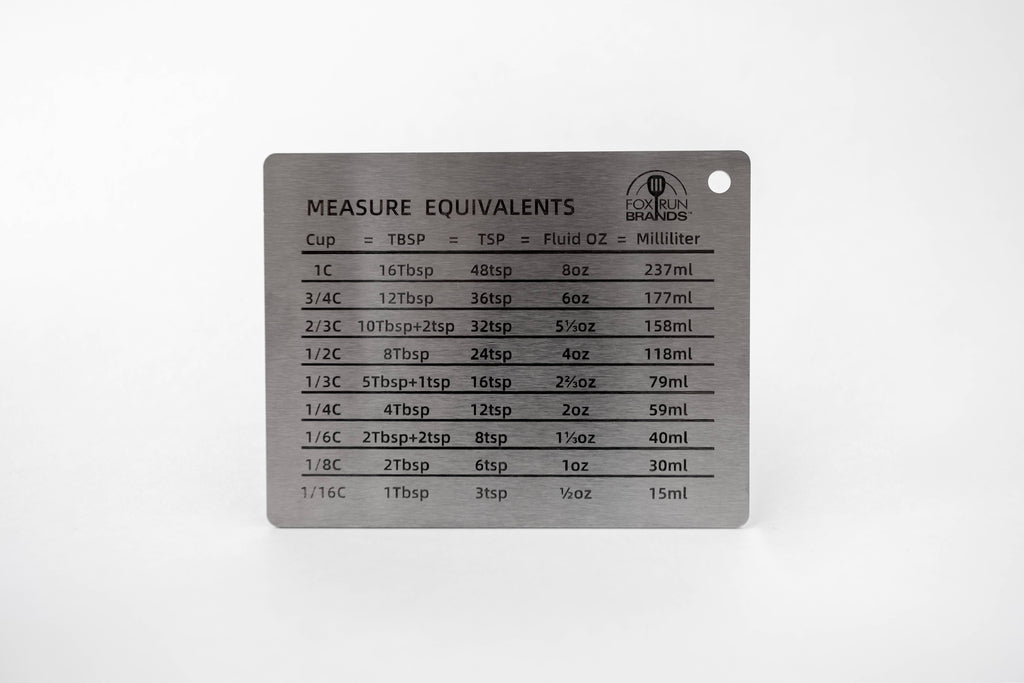 MEASURE EQUIVALENTS
FOX RUN
BRANDS™
Cup = TBSP = TSP = Fluid OZ = Milliliter
1C 16Tbsp 48tsp 8oz 237ml
3/4C 12Tbsp 36tsp 6oz 177ml
2/3C 10Tbsp+2tsp 32tsp 5⅓oz 158ml
1/2C 8Tbsp 24tsp 4oz 118ml
1/3C 5Tbsp+1tsp 16tsp 2⅔oz 79ml
1/4C 4Tbsp 12tsp 2oz 59ml
1/6C 2Tbsp+2tsp 8tsp 1⅓oz 40ml
1/8C 2Tbsp 6tsp 1oz 30ml
1/16C 1Tbsp 3tsp ½oz 15ml